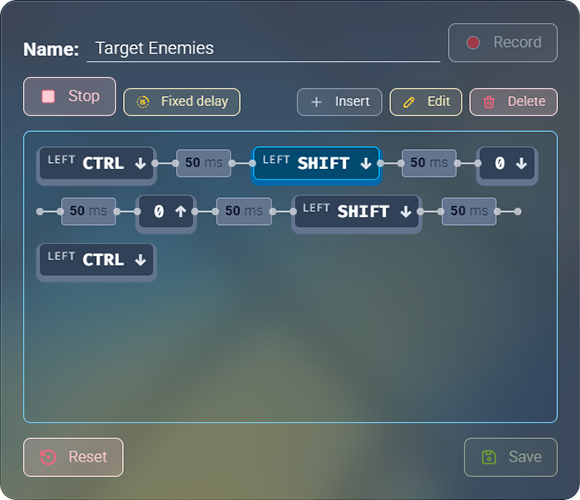 Name: Target Enemies Record
Stop Fixed delay Insert Edit Delete
LEFT CTRL ↓ 50 ms LEFT SHIFT ↓ 50 ms 0 ↓
50 ms 0 ↑ 50 ms LEFT SHIFT ↓ 50 ms
LEFT CTRL ↓
Reset Save